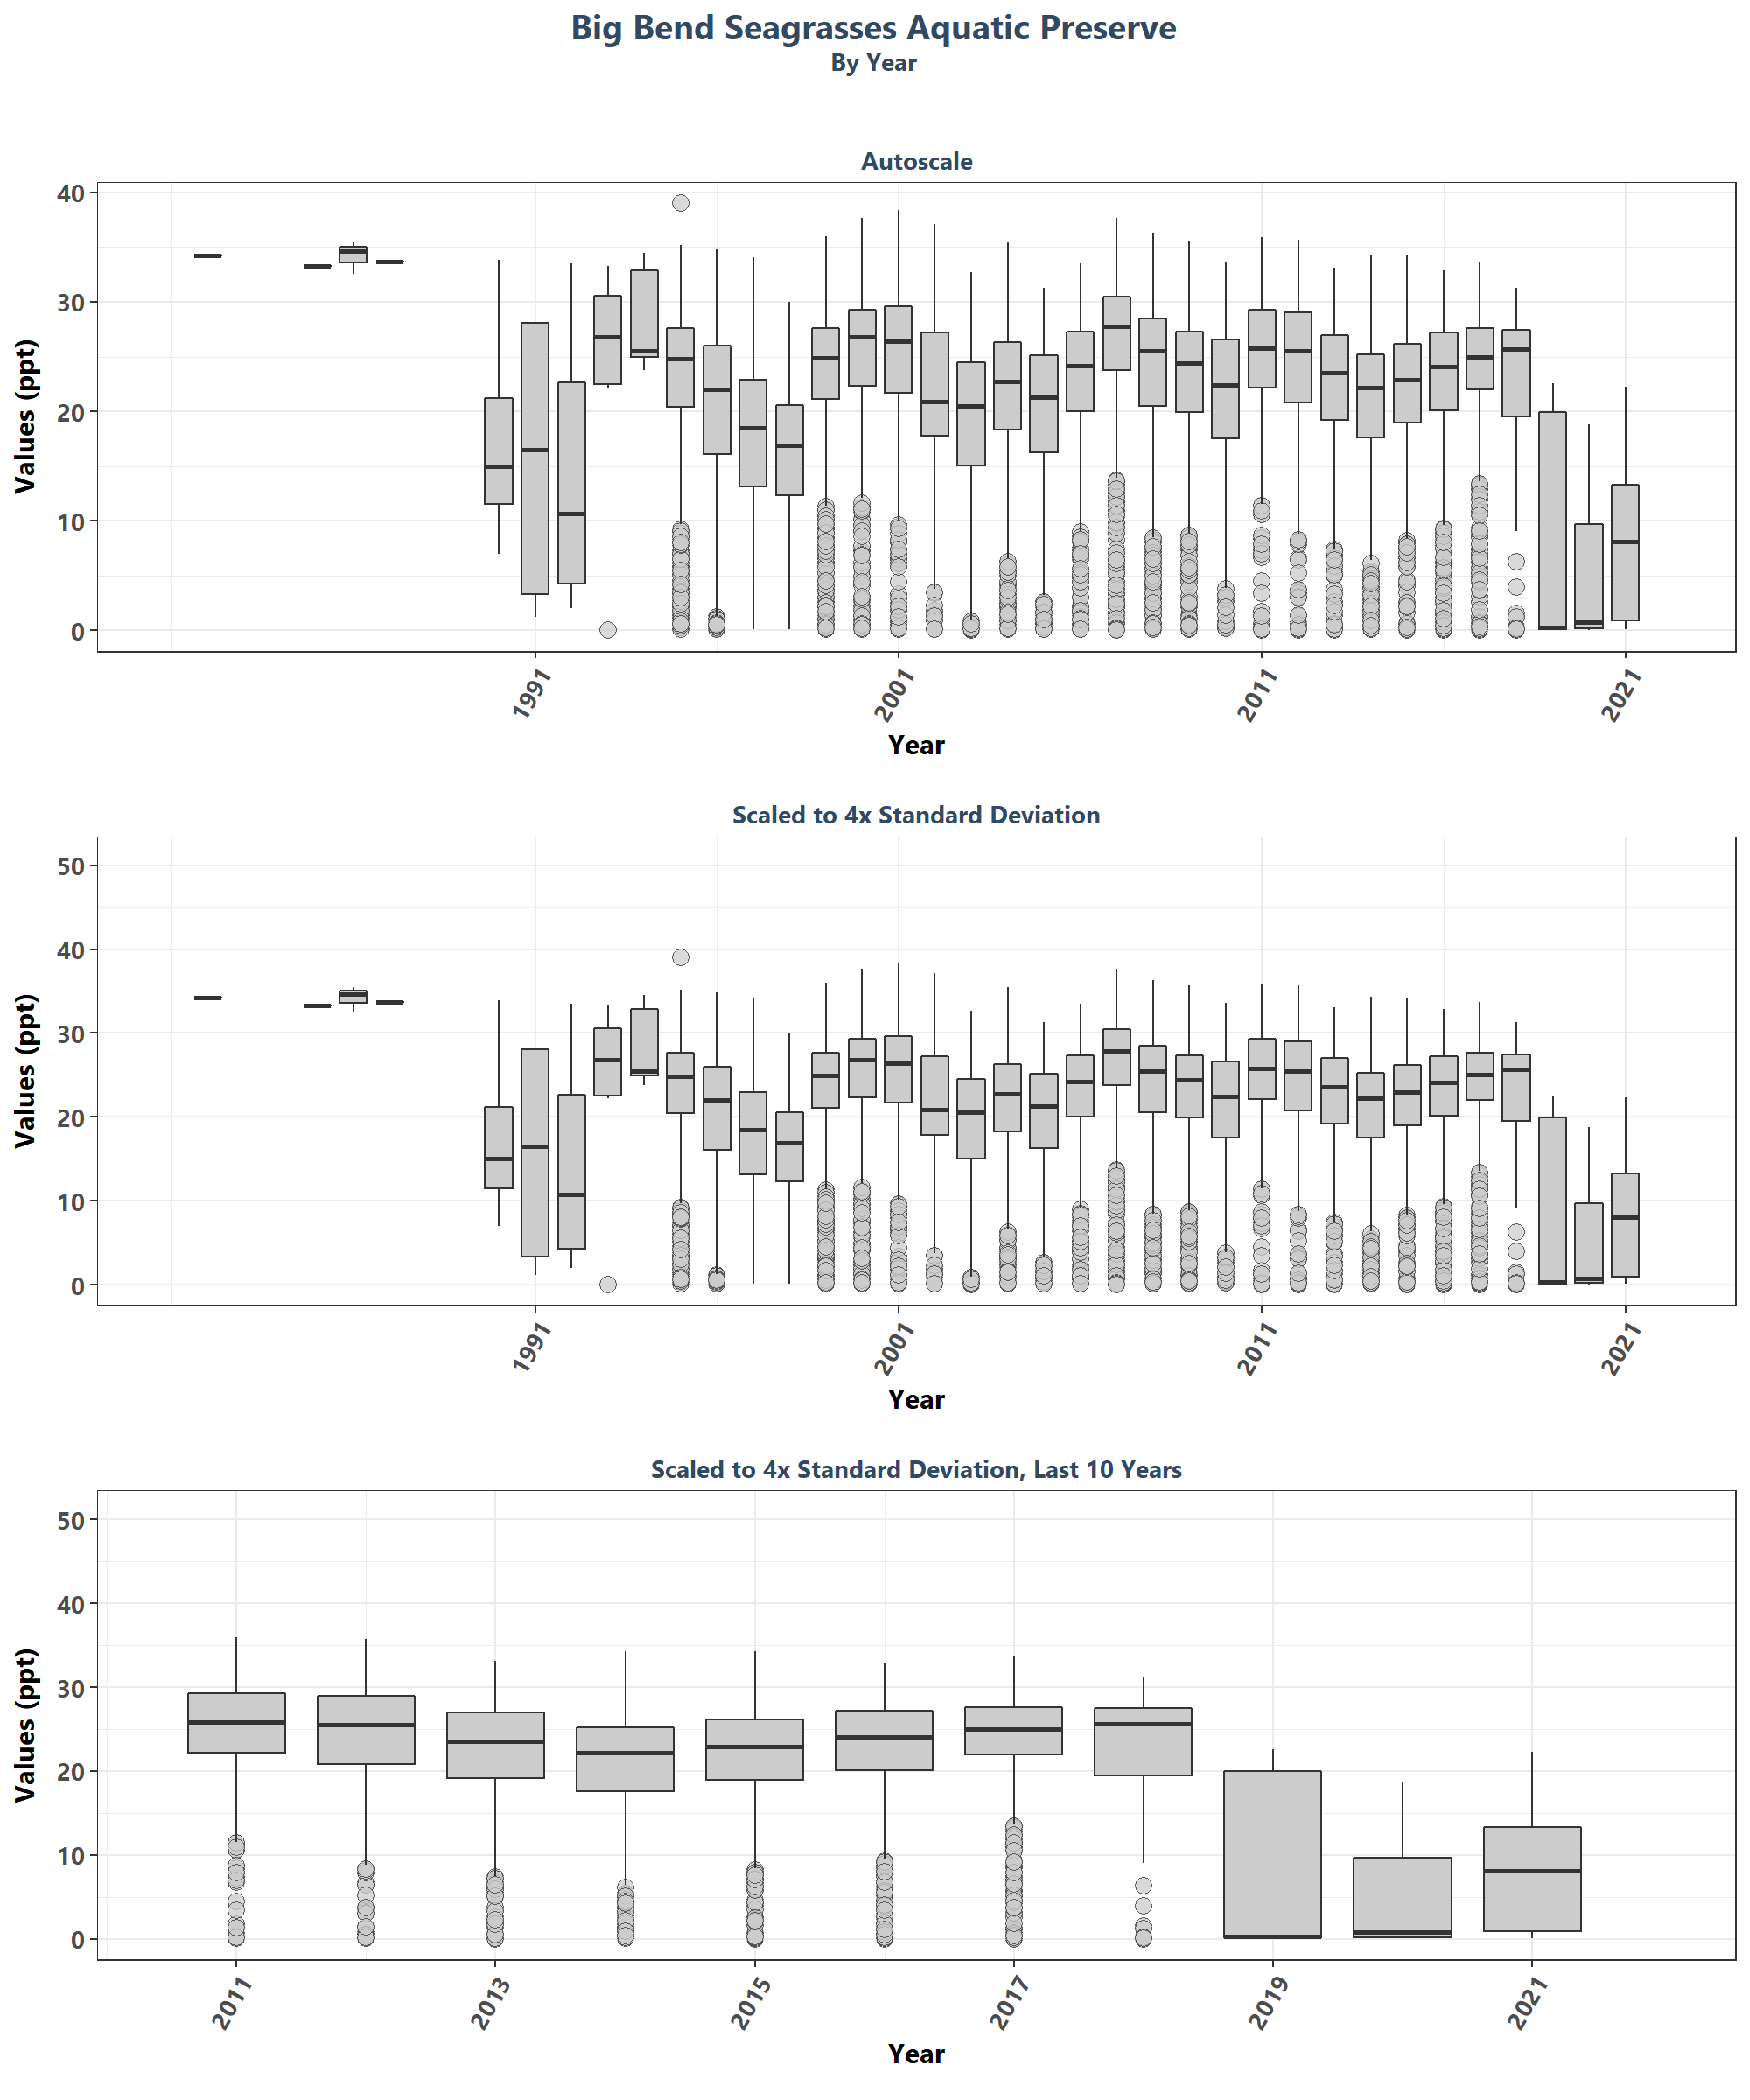 Big Bend Seagrasses Aquatic Preserve
By Year
Autoscale
Values (ppt)
40
30
20
10
0
1991
2001
2011
2021
Year
Scaled to 4x Standard Deviation
Values (ppt)
50
40
30
20
10
0
1991
2001
2011
2021
Year
Scaled to 4x Standard Deviation, Last 10 Years
Values (ppt)
50
40
30
20
10
0
2011
2013
2015
2017
2019
2021
Year